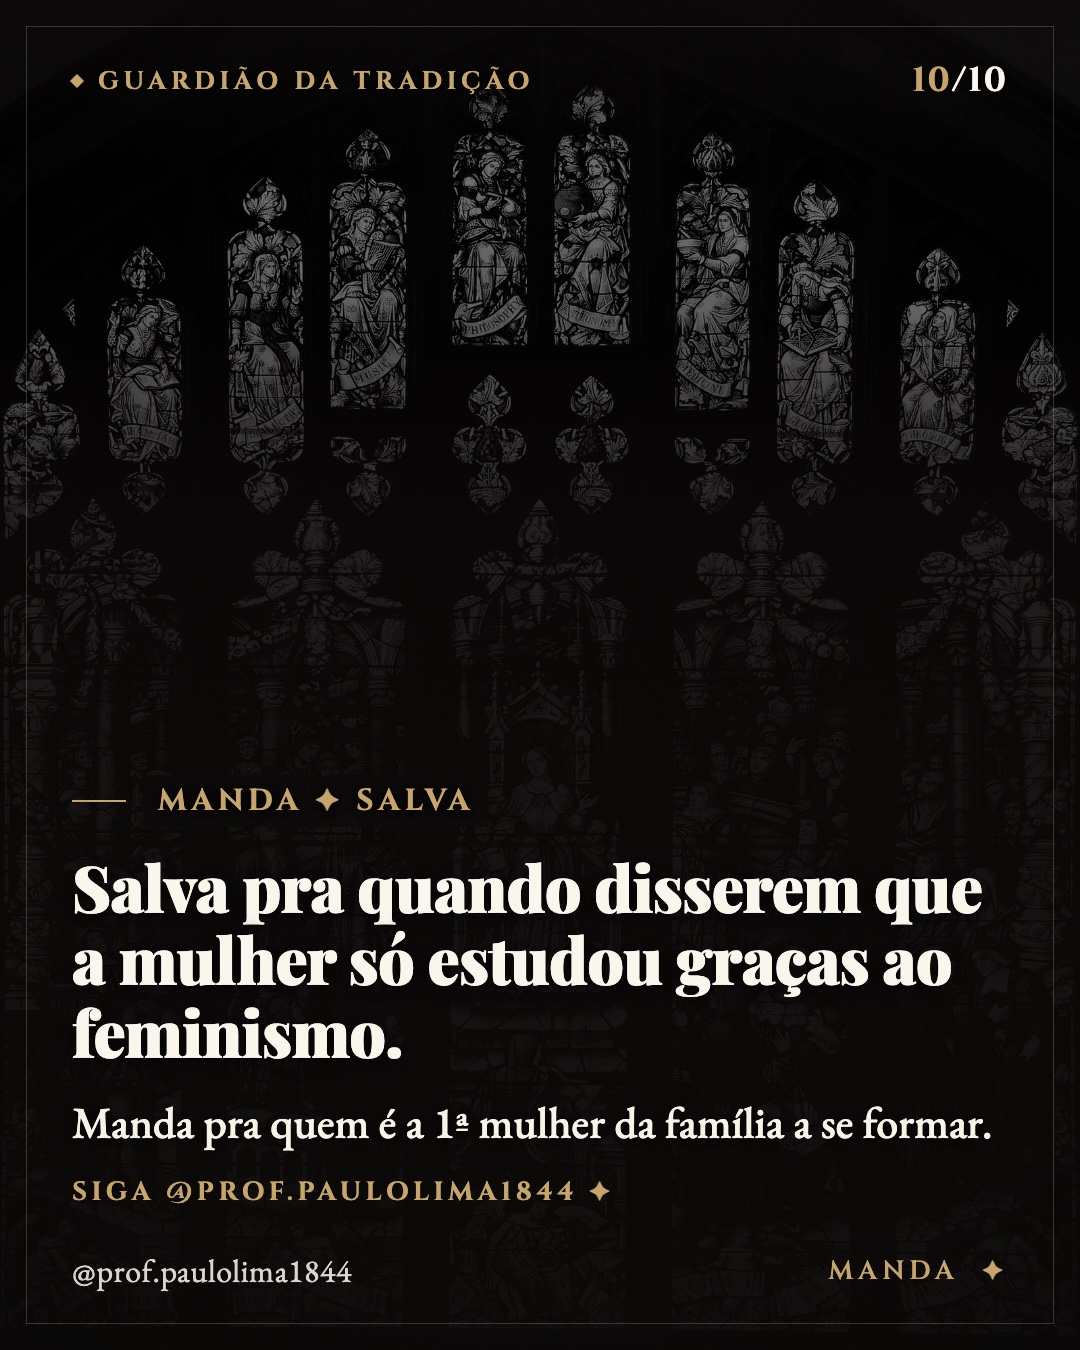 ◆ GUARDIÃO DA TRADIÇÃO
10/10
MANDA ✦ SALVA
Salva pra quando disserem que
a mulher só estudou graças ao
feminismo.
Manda pra quem é a 1ª mulher da família a se formar.
SIGA @PROF.PAULOLIMA1844 ✦
@prof.paulolima1844
MANDA ✦